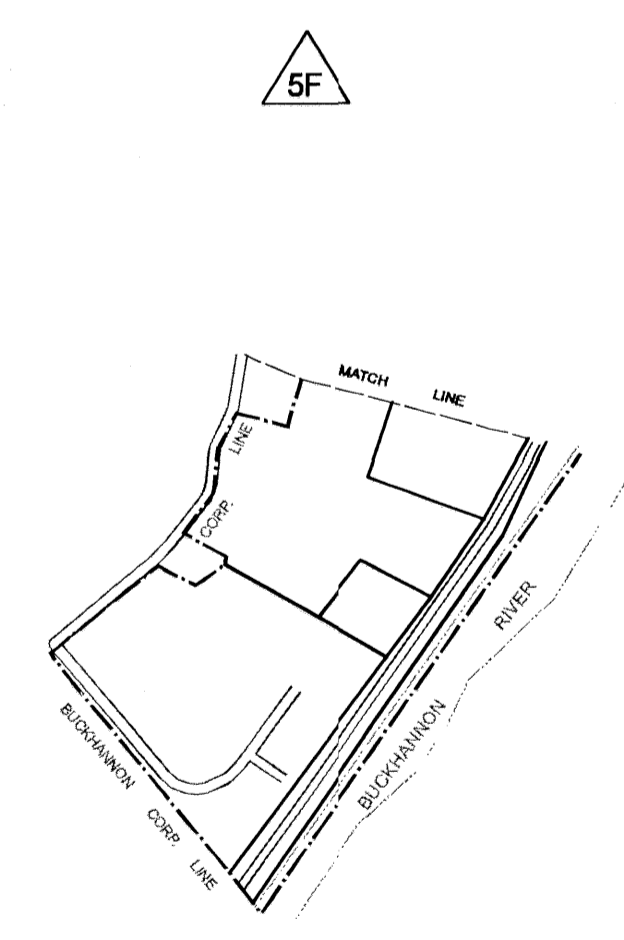 5F
MATCH LINE
CORP. LINE
BUCKHANNON RIVER
BUCKHANNON CORP. LINE